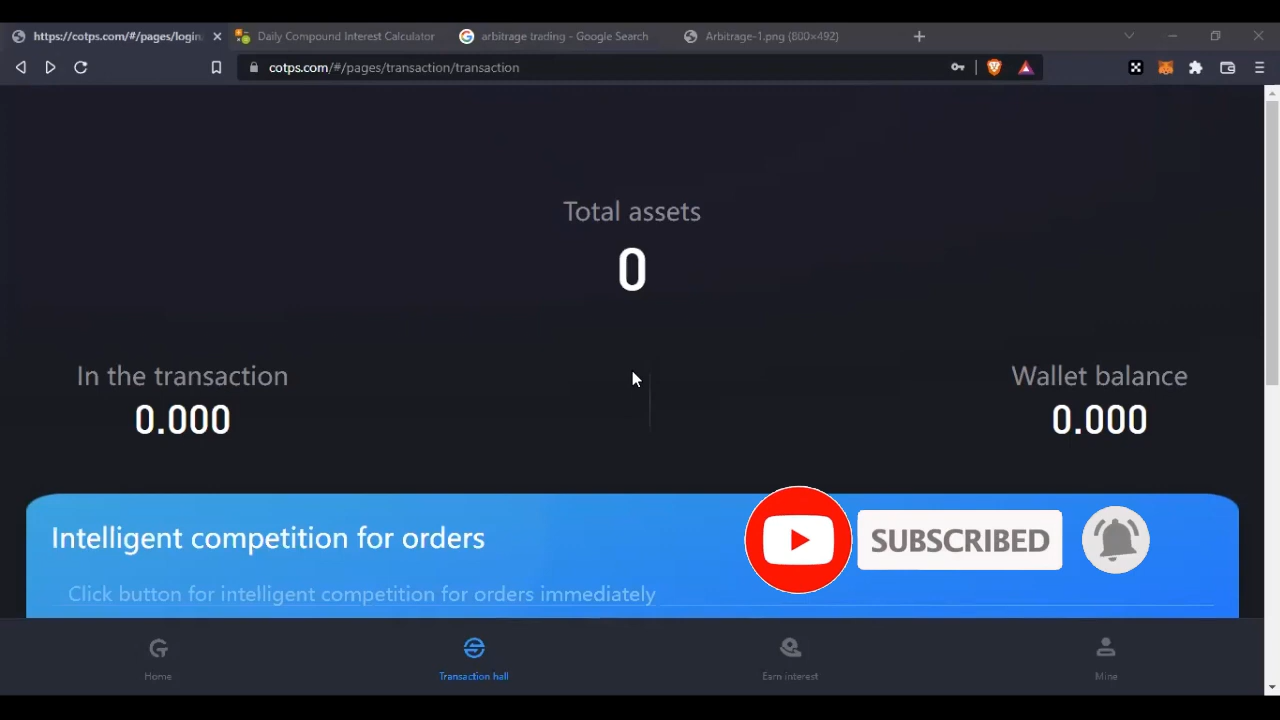 https://cotps.com/#/pages/login
Daily Compound Interest Calculator
arbitrage trading - Google Search
Arbitrage-1.png (800×492)
cotps.com/#/pages/transaction/transaction
Total assets
0
In the transaction
Wallet balance
0.000
0.000
Intelligent competition for orders
SUBSCRIBED
Click button for intelligent competition for orders immediately
Home
Transaction hall
Earn interest
Mine